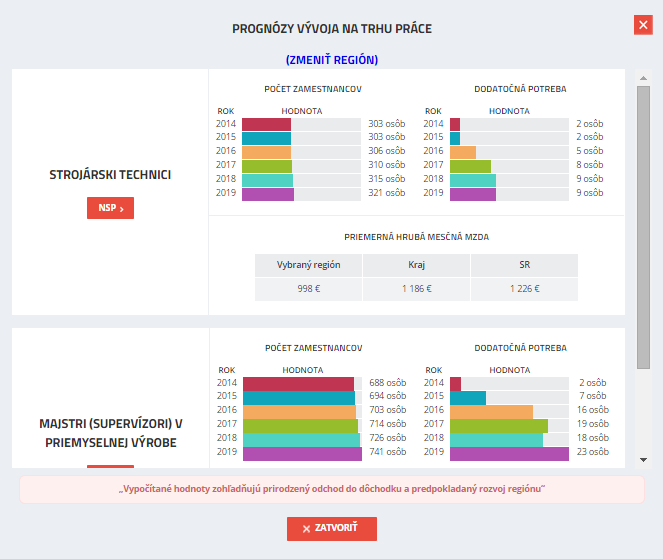 PROGNÓZY VÝVOJA NA TRHU PRÁCE
(ZMENIŤ REGIÓN)
STROJÁRSKI TECHNICI
NSP ›
POČET ZAMESTNANCOV
ROK HODNOTA
2014 303 osôb
2015 303 osôb
2016 306 osôb
2017 310 osôb
2018 315 osôb
2019 321 osôb
DODATOČNÁ POTREBA
ROK HODNOTA
2014 2 osôb
2015 2 osôb
2016 5 osôb
2017 8 osôb
2018 9 osôb
2019 9 osôb
PRIEMERNÁ HRUBÁ MESČNÁ MZDA
Vybraný región Kraj SR
998 € 1 186 € 1 226 €
MAJSTRI (SUPERVÍZORI) V
PRIEMYSELNEJ VÝROBE
POČET ZAMESTNANCOV
ROK HODNOTA
2014 688 osôb
2015 694 osôb
2016 703 osôb
2017 714 osôb
2018 726 osôb
2019 741 osôb
DODATOČNÁ POTREBA
ROK HODNOTA
2014 2 osôb
2015 7 osôb
2016 16 osôb
2017 19 osôb
2018 18 osôb
2019 23 osôb
„Vypočítané hodnoty zohľadňujú prirodzený odchod do dôchodku a predpokladaný rozvoj regiónu“
ZATVORIŤ